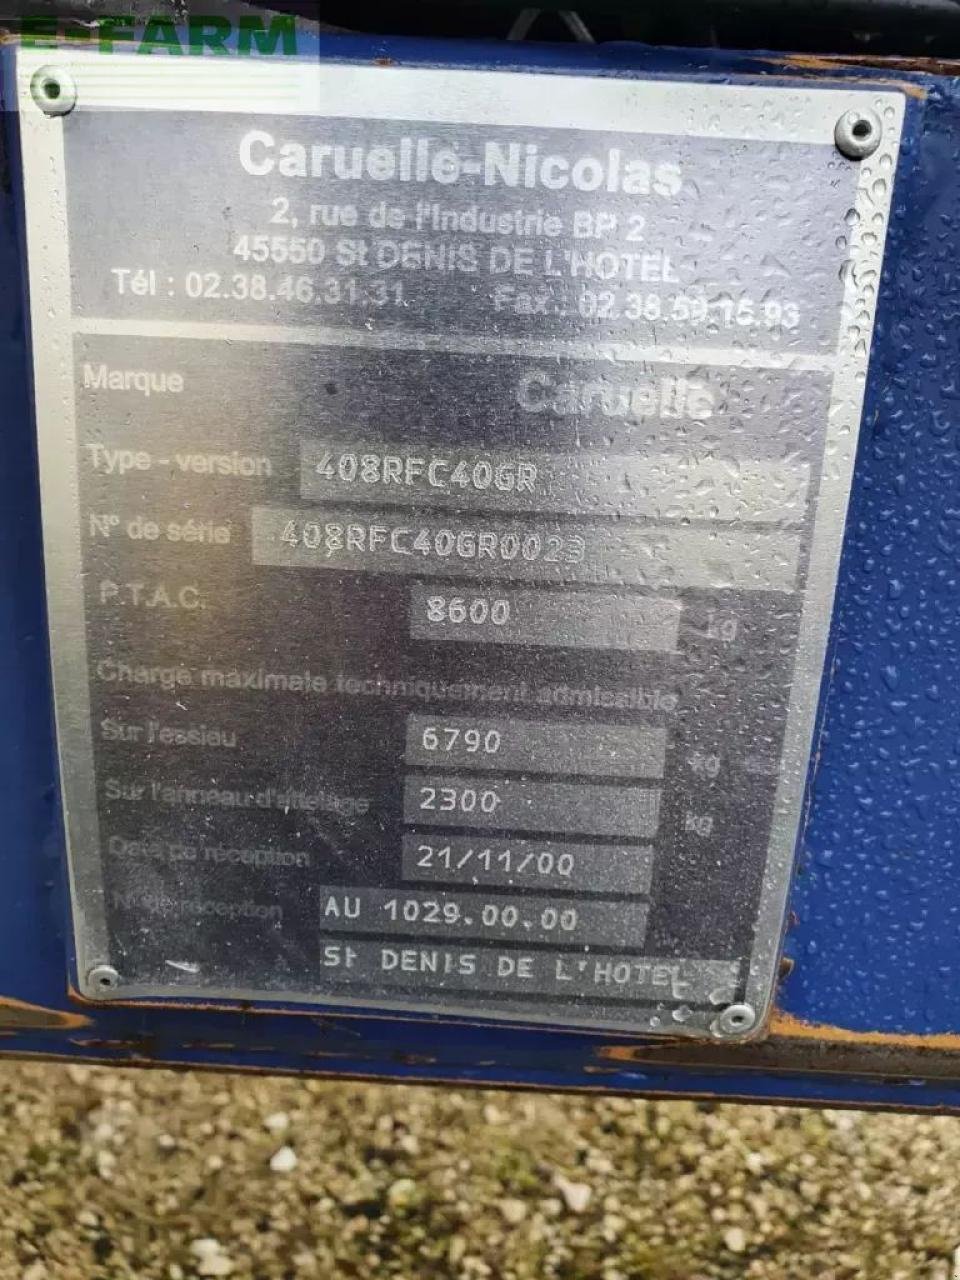 E-FARM
Caruelle-Nicolas
2, rue de l'Industrie BP 2
45550 St DENIS DE L'HOTEL
Tél : 02.38.46.31.31 Fax : 02.38.59.15.93
Marque Caruelle
Type - version 408RFC40GR
N° de série 408RFC40GR0023
P.T.A.C. 8600 kg
Charge maximale techniquement admissible
Sur l'essieu 6790 kg
Sur l'anneau d'attelage 2300 kg
Date de réception 21/11/00
N° de réception AU 1029.00.00
St DENIS DE L'HOTEL